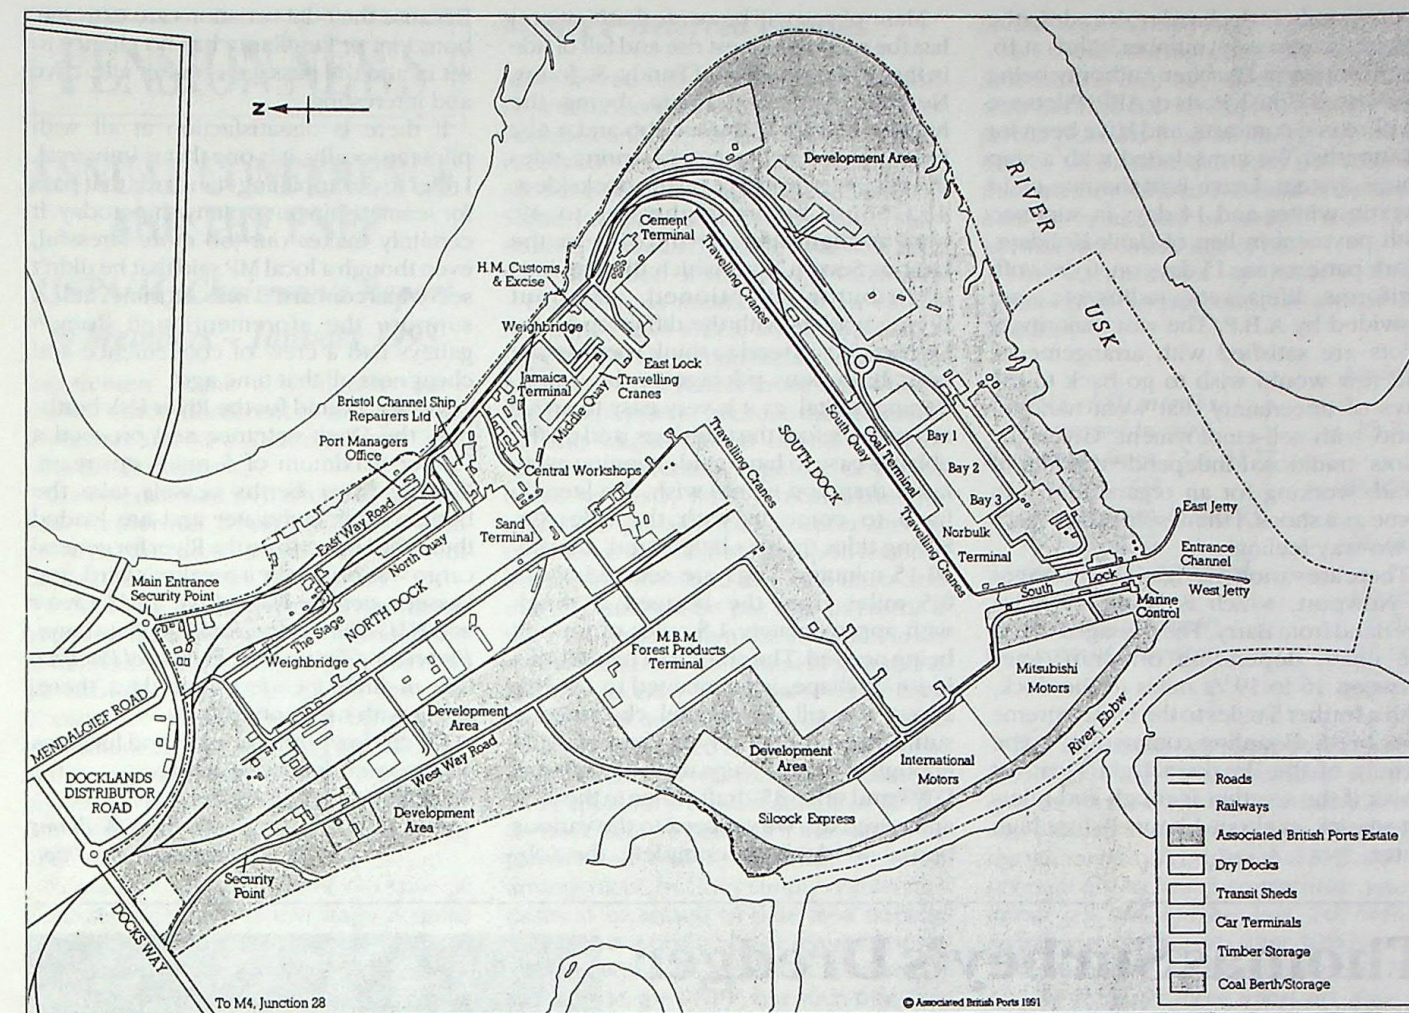 N
Development Area
RIVER
USK
Cement
Terminal
Travelling Cranes
H.M. Customs
& Excise
Weighbridge
East Lock
Travelling
Cranes
Jamaica
Terminal
Middle Quay
Bristol Channel Ship
Repairers Ltd
Port Managers
Office
Central Workshops
Travelling Cranes
SOUTH DOCK
South Quay
Coal Terminal
Travelling Cranes
Bay 1
Bay 2
Bay 3
Norbulk
Terminal
East Jetty
Entrance
Channel
West Jetty
Lock
South
Marine
Control
Sand
Terminal
East Way Road
North Quay
Main Entrance
Security Point
The Stage
NORTH DOCK
Weighbridge
M.B.M.
Forest Products
Terminal
Mitsubishi
Motors
River Ebbw
MENDALGIEF ROAD
Development
Area
West Way Road
Development
Area
International
Motors
DOCKLANDS
DISTRIBUTOR
ROAD
Development
Area
Silcock Express
Security
Point
DOCKS WAY
To M4, Junction 28
© Associated British Ports 1991
Roads
Railways
Associated British Ports Estate
Dry Docks
Transit Sheds
Car Terminals
Timber Storage
Coal Berth/Storage